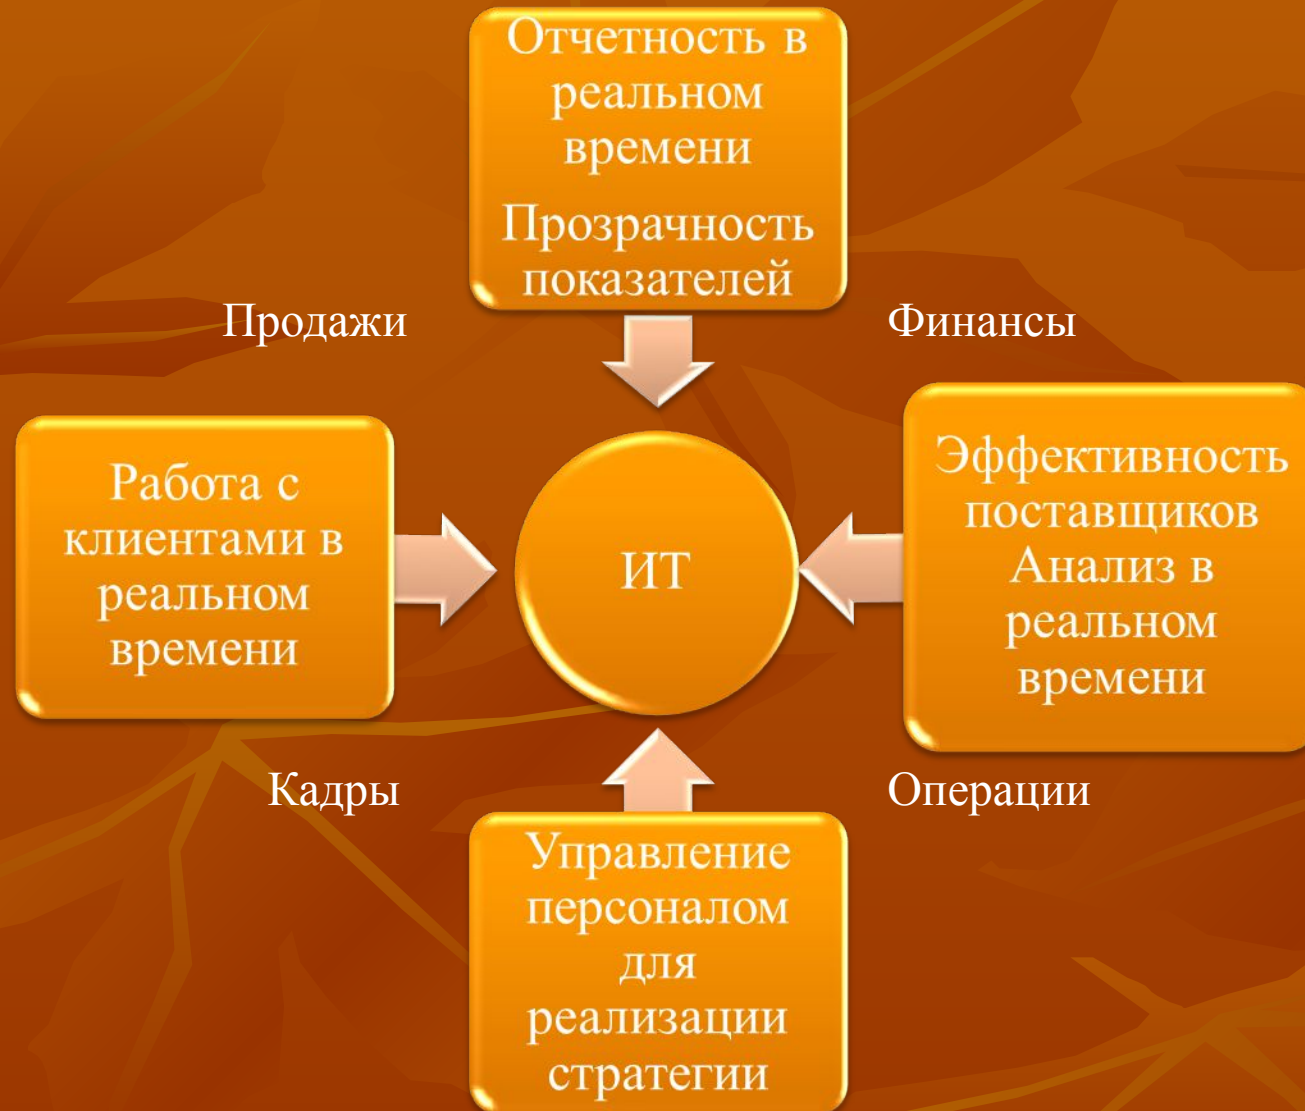 Отчетность в
реальном
времени
Прозрачность
показателей
Продажи
Финансы
Работа с
клиентами в
реальном
времени
ИТ
Эффективность
поставщиков
Анализ в
реальном
времени
Кадры
Операции
Управление
персоналом
для
реализации
стратегии